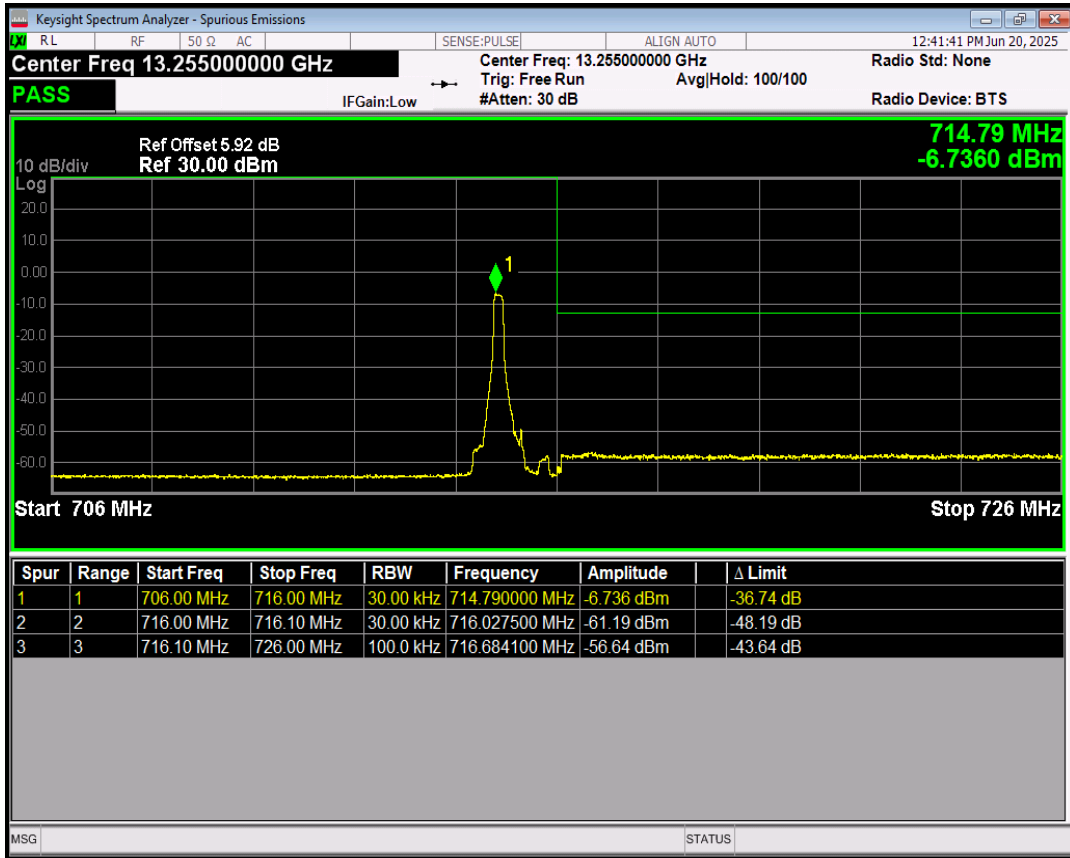 Keysight Spectrum Analyzer - Spurious Emissions
LXI RL RF 50 Ω AC SENSE:PULSE ALIGN AUTO 12:41:41 PM Jun 20, 2025
Center Freq 13.255000000 GHz Center Freq: 13.255000000 GHz Radio Std: None
Trig: Free Run Avg|Hold: 100/100
PASS IFGain:Low #Atten: 30 dB Radio Device: BTS
714.79 MHz
Ref Offset 5.92 dB
-6.7360 dBm
10 dB/div Ref 30.00 dBm
Log
20.0
10.0
1
0.00
-10.0
-20.0
-30.0
-40.0
-50.0
-60.0
Start 706 MHz Stop 726 MHz
Spur Range Start Freq Stop Freq RBW Frequency Amplitude Δ Limit
1 1 706.00 MHz 716.00 MHz 30.00 kHz 714.790000 MHz -6.736 dBm -36.74 dB
2 2 716.00 MHz 716.10 MHz 30.00 kHz 716.027500 MHz -61.19 dBm -48.19 dB
3 3 716.10 MHz 726.00 MHz 100.0 kHz 716.684100 MHz -56.64 dBm -43.64 dB
MSG STATUS